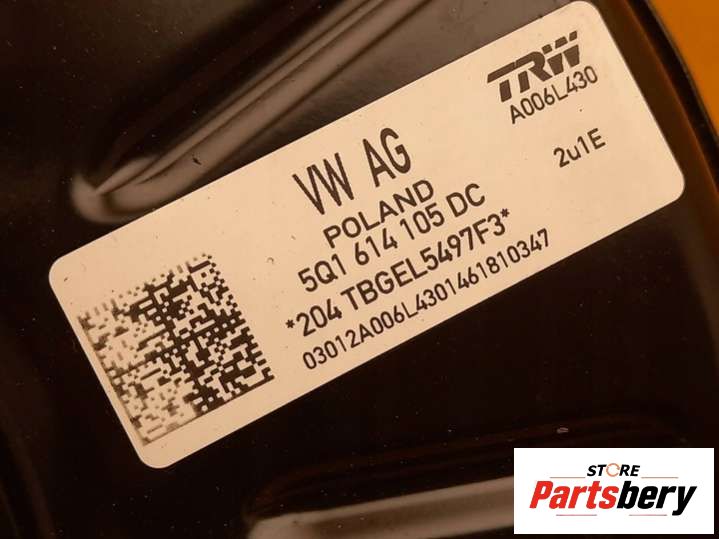 TRW
A006L430
2u1E
VW AG
POLAND
5Q1 614 105 DC
*204 TBGEL5497F3*
03012A006L4301461810347
STORE
Partsbery